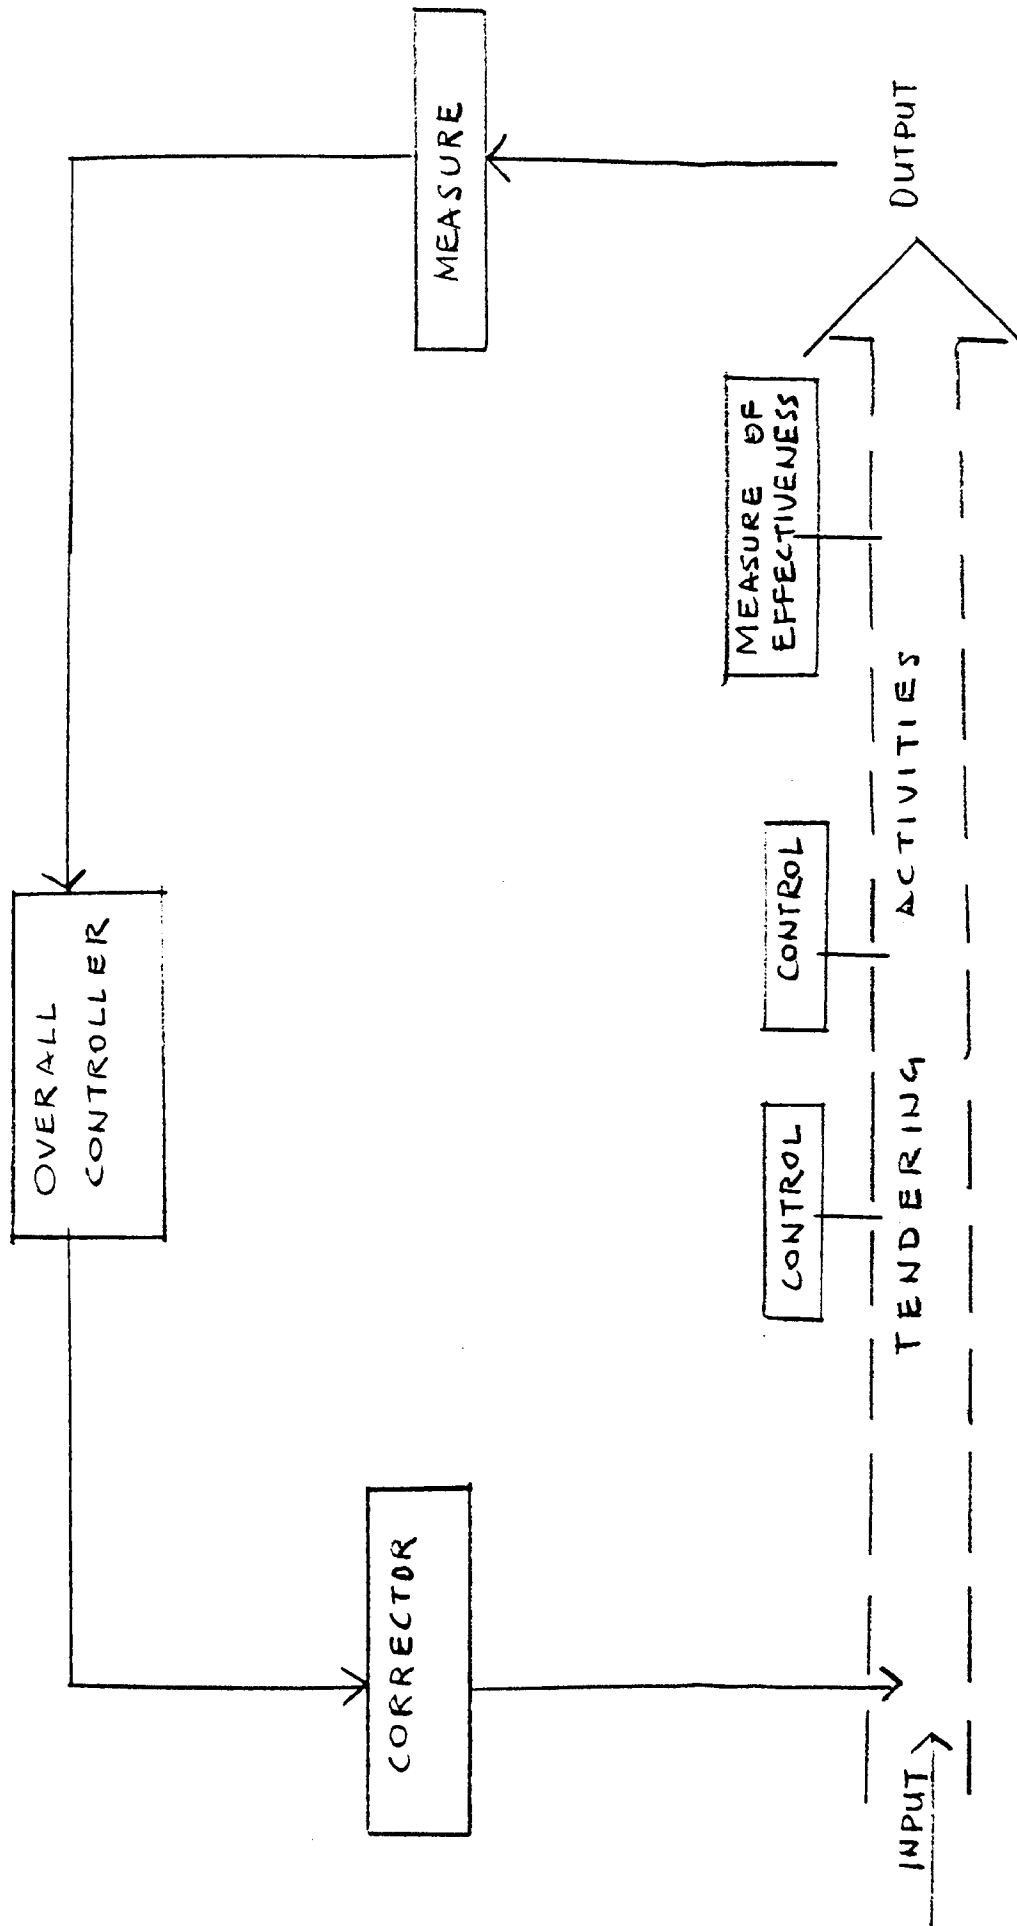 OVERALL
CONTROLLER
CORRECTOR
MEASURE
MEASURE OF
EFFECTIVENESS
CONTROL
CONTROL
INPUT
TENDERING ACTIVITIES
OUTPUT